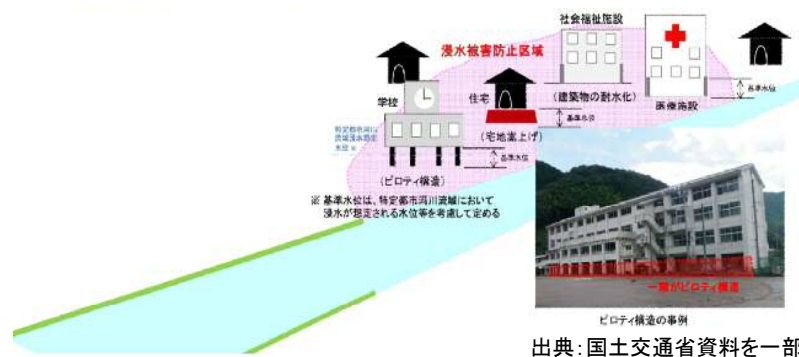 社会福祉施設
浸水被害防止区域
学校
住宅
(建築物の耐水化)
医療施設
基準水位
基準水位
(宅地嵩上げ)
特定都市河川
基準水位
(ピロティ構造)
※ 基準水位は、特定都市河川流域において
浸水が想定される水位等を考慮して定める
一階がピロティ構造
ピロティ構造の事例
出典：国土交通省資料を一部